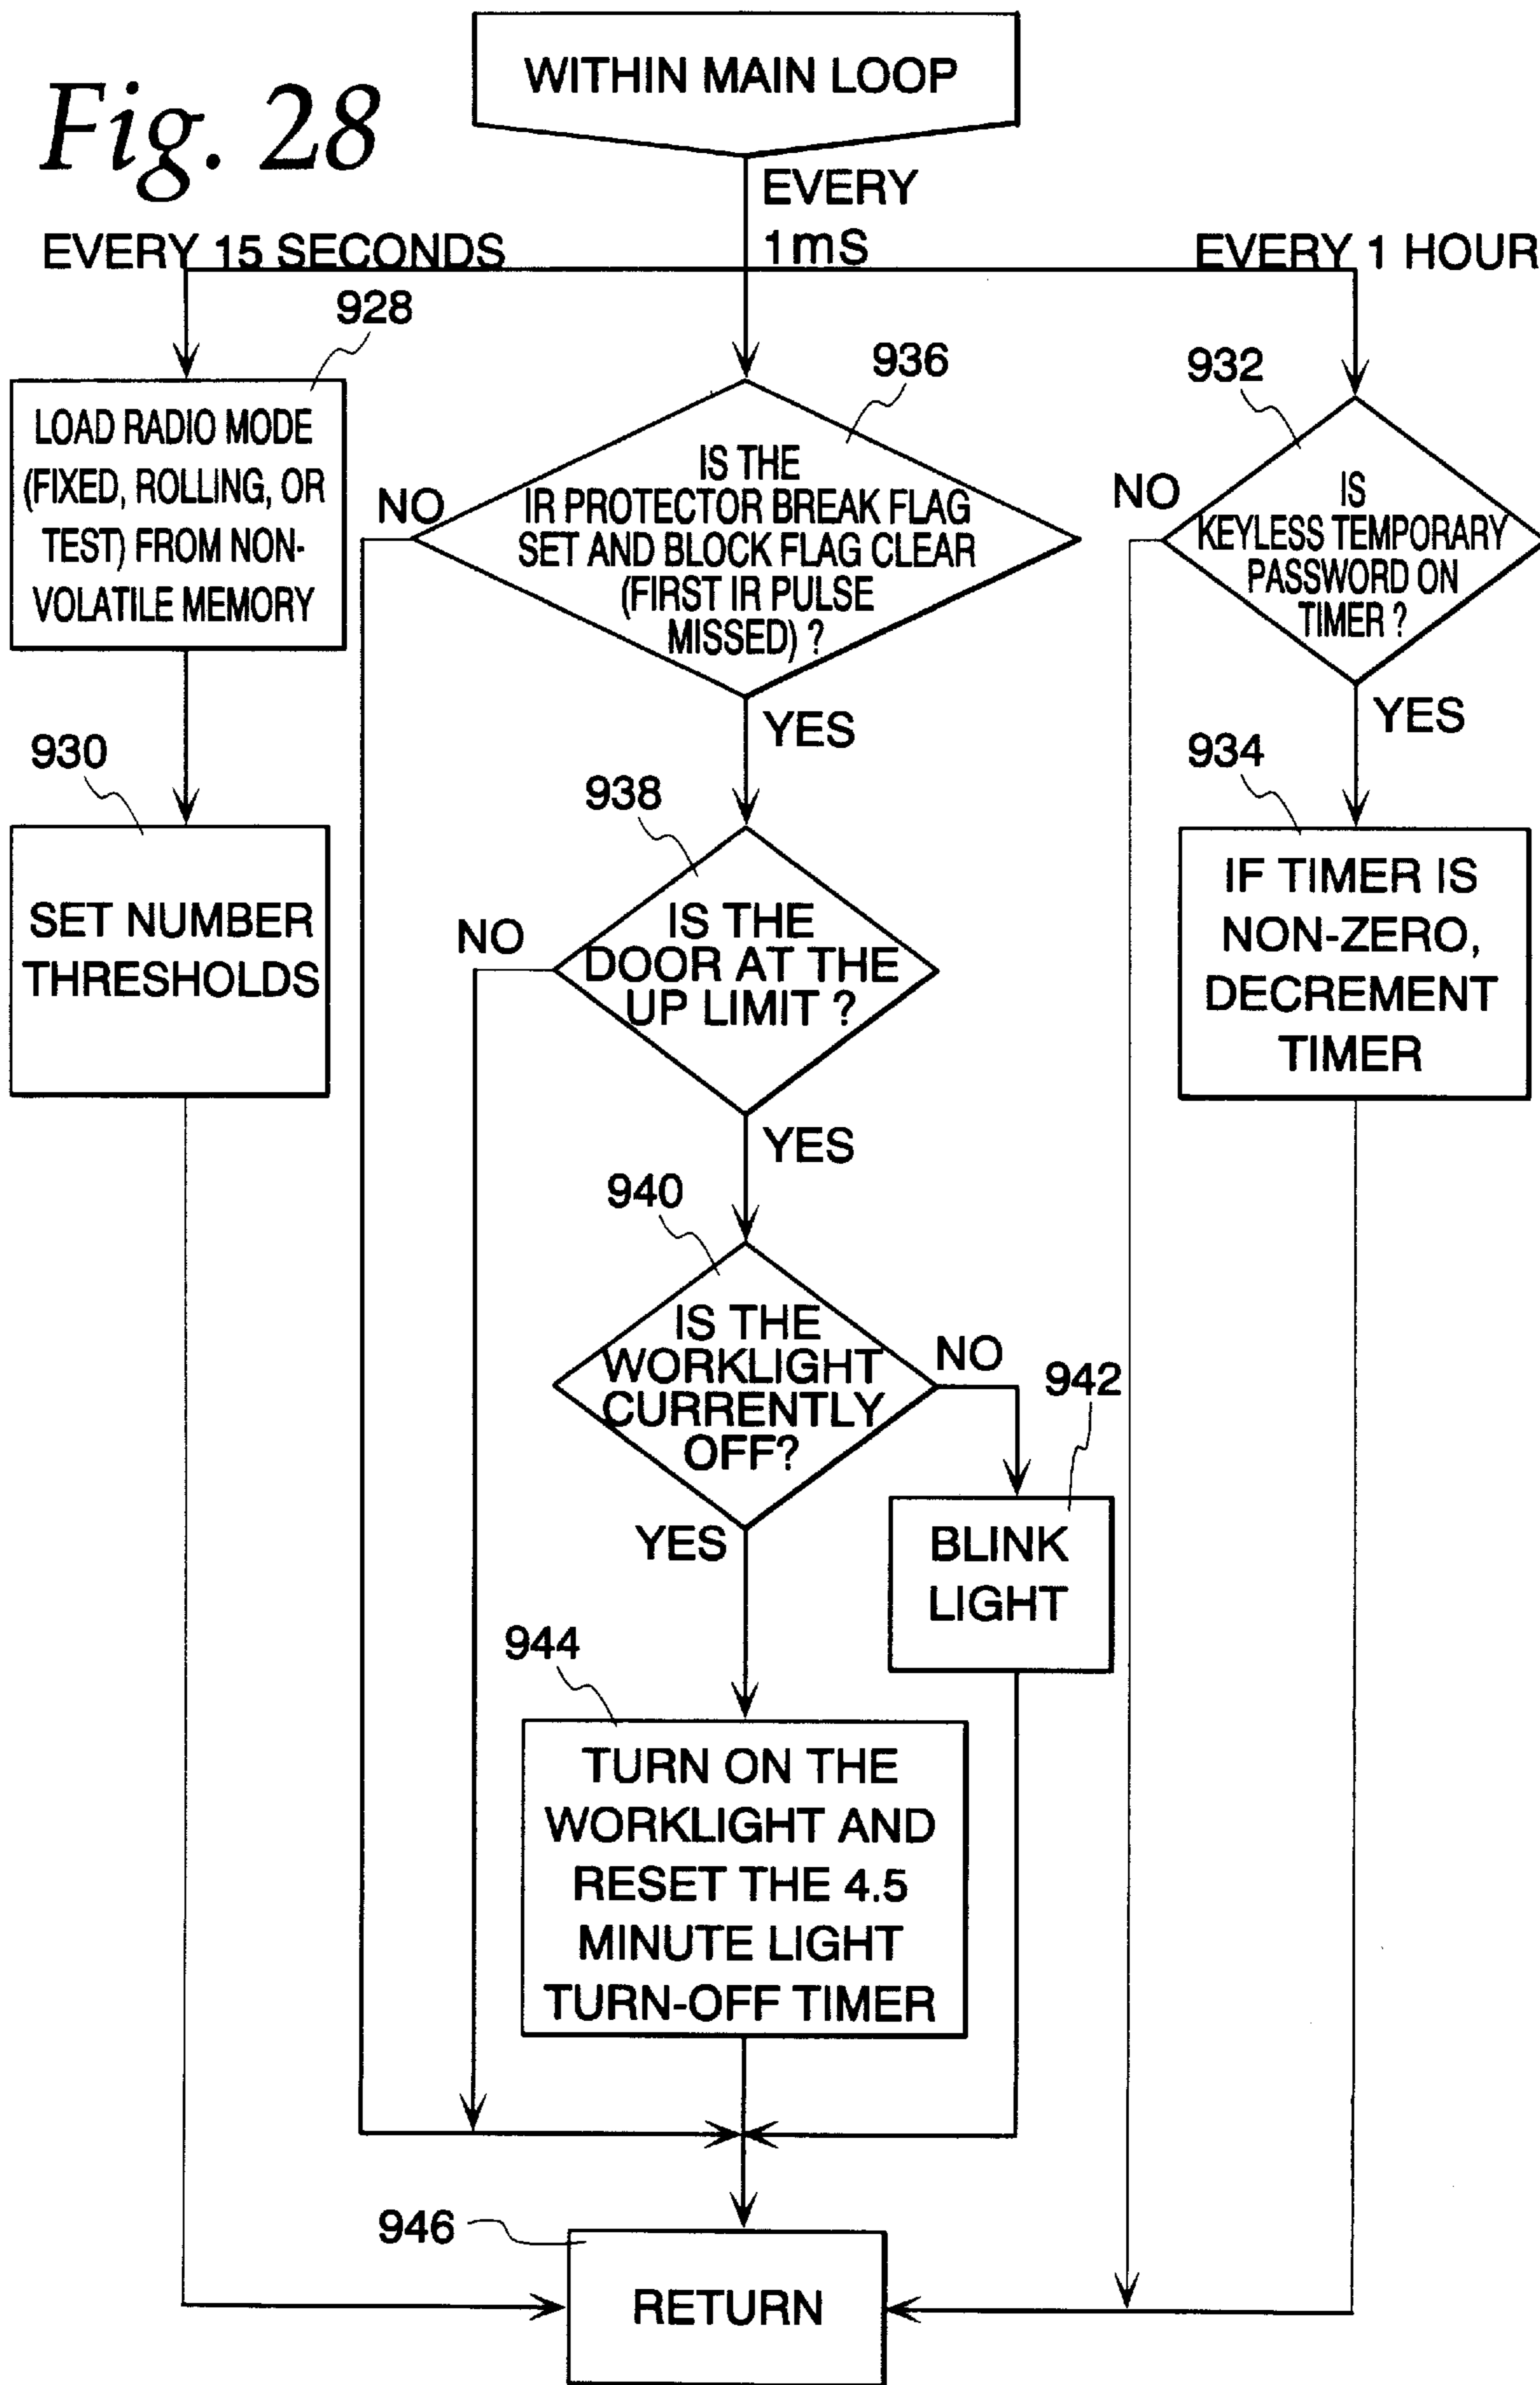 Fig. 28
WITHIN MAIN LOOP
EVERY
1mS
EVERY 15 SECONDS
EVERY 1 HOUR
928
LOAD RADIO MODE
(FIXED, ROLLING, OR
TEST) FROM NON-
VOLATILE MEMORY
930
SET NUMBER
THRESHOLDS
936
IS THE
IR PROTECTOR BREAK FLAG
SET AND BLOCK FLAG CLEAR
(FIRST IR PULSE
MISSED) ?
NO
YES
938
IS THE
DOOR AT THE
UP LIMIT ?
NO
YES
940
IS THE
WORKLIGHT
CURRENTLY
OFF?
NO
942
BLINK
LIGHT
YES
944
TURN ON THE
WORKLIGHT AND
RESET THE 4.5
MINUTE LIGHT
TURN-OFF TIMER
932
IS
KEYLESS TEMPORARY
PASSWORD ON
TIMER ?
NO
YES
934
IF TIMER IS
NON-ZERO,
DECREMENT
TIMER
946
RETURN